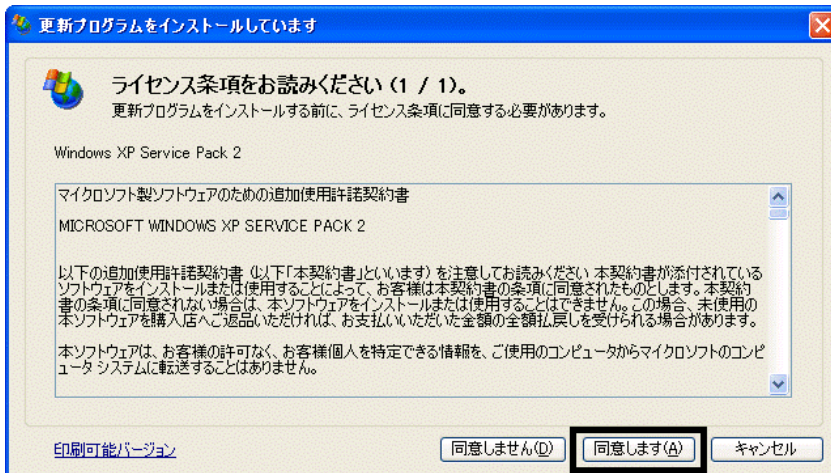 更新プログラムをインストールしています
ライセンス条項をお読みください (1 / 1)。
更新プログラムをインストールする前に、ライセンス条項に同意する必要があります。
Windows XP Service Pack 2
マイクロソフト製ソフトウェアのための追加使用許諾契約書
MICROSOFT WINDOWS XP SERVICE PACK 2
以下の追加使用許諾契約書 (以下「本契約書」といいます) を注意してお読みください 本契約書が添付されている
ソフトウェアをインストールまたは使用することによって、お客様は本契約書の条項に同意されたものとします。本契約
書の条項に同意されない場合は、本ソフトウェアをインストールまたは使用することはできません。この場合、未使用の
本ソフトウェアを購入店へご返品いただければ、お支払いいただいた金額の全額払戻しを受けられる場合があります。
本ソフトウェアは、お客様の許可なく、お客様個人を特定できる情報を、ご使用のコンピュータからマイクロソフトのコンピ
ュータ システムに転送することはありません。
印刷可能バージョン
同意しません(D)
同意します(A)
キャンセル